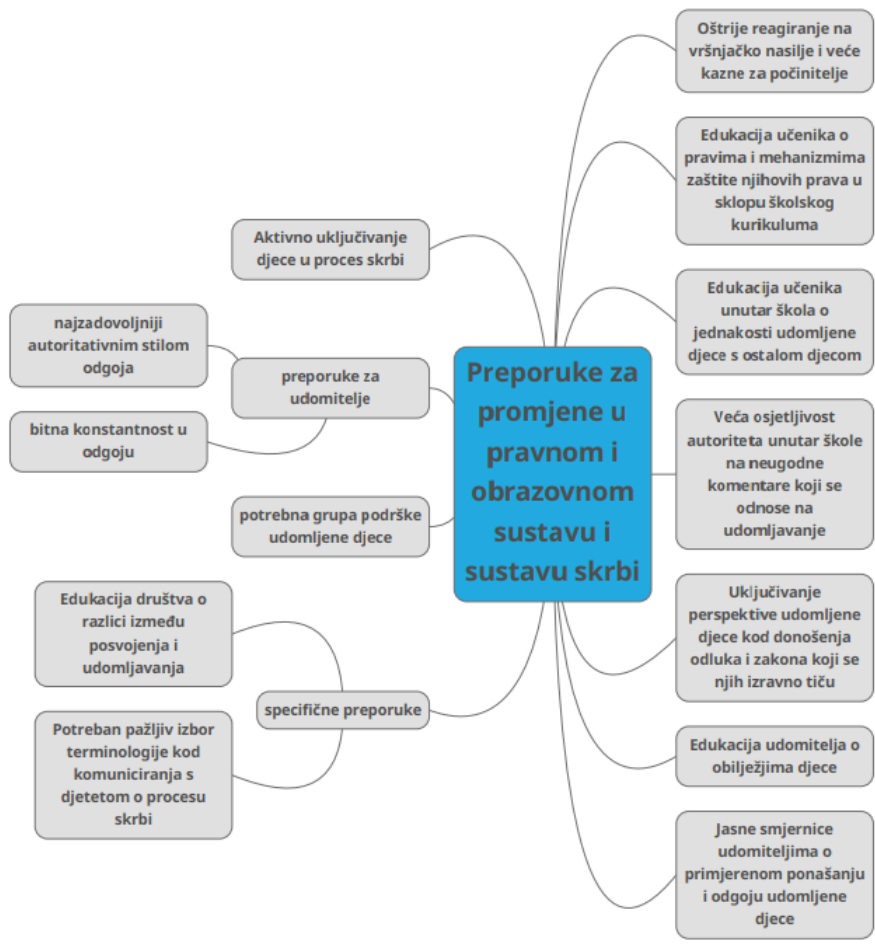 Preporuke za
promjene u
pravnom i
obrazovnom
sustavu i
sustavu skrbi
Aktivno uključivanje
djece u proces skrbi
preporuke za
udomitelje
najzadovoljniji
autoritativnim stilom
odgoja
bitna konstantnost u
odgoju
potrebna grupa podrške
udomljene djece
specifične preporuke
Edukacija društva o
razlici između
posvojenja i
udomljavanja
Potreban pažljiv izbor
terminologije kod
komuniciranja s
djetetom o procesu
skrbi
Oštrije reagiranje na
vršnjačko nasilje i veće
kazne za počinitelje
Edukacija učenika o
pravima i mehanizmima
zaštite njihovih prava u
sklopu školskog
kurikuluma
Edukacija učenika
unutar škola o
jednakosti udomljene
djece s ostalom djecom
Veća osjetljivost
autoriteta unutar škole
na neugodne
komentare koji se
odnose na
udomljavanje
Uključivanje
perspektive udomljene
djece kod donošenja
odluka i zakona koji se
njih izravno tiču
Edukacija udomitelja o
obilježjima djece
Jasne smjernice
udomiteljima o
primjerenom ponašanju
i odgoju udomljene
djece